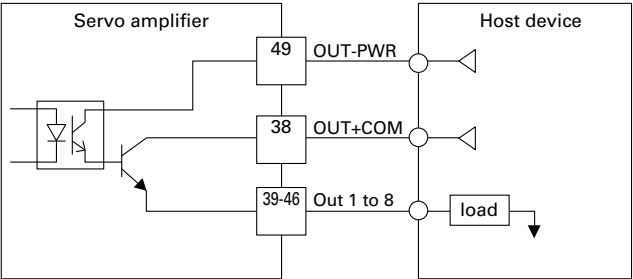 Servo amplifier
Host device
49 OUT-PWR
38 OUT+COM
39-46 Out 1 to 8
load